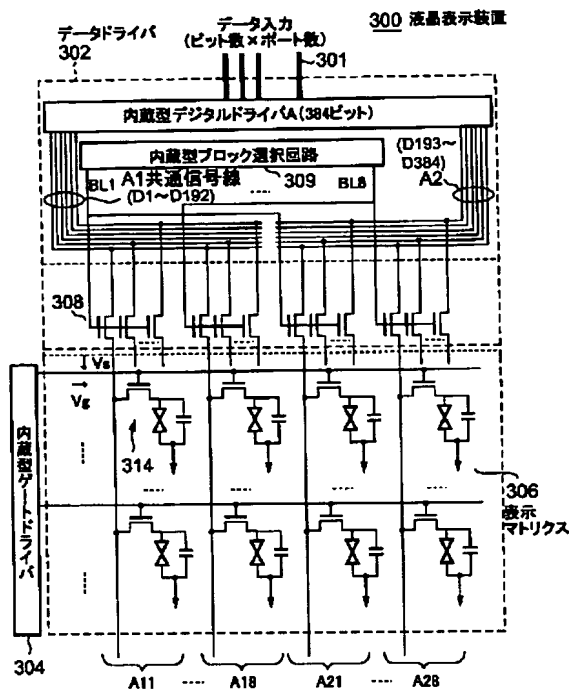 300 液晶表示装置
データドライバ
302
データ入力
(ビット数×ポート数)
301
内蔵型デジタルドライバA(384ビット)
内蔵型ブロック選択回路
309
(D193~
D384)
A2
BL1
A1共通信号線
(D1~D192)
BL8
308
Vs
Vg
314
306
表示
マトリクス
内蔵型ゲートドライバ
304
A11
A18
A21
A28